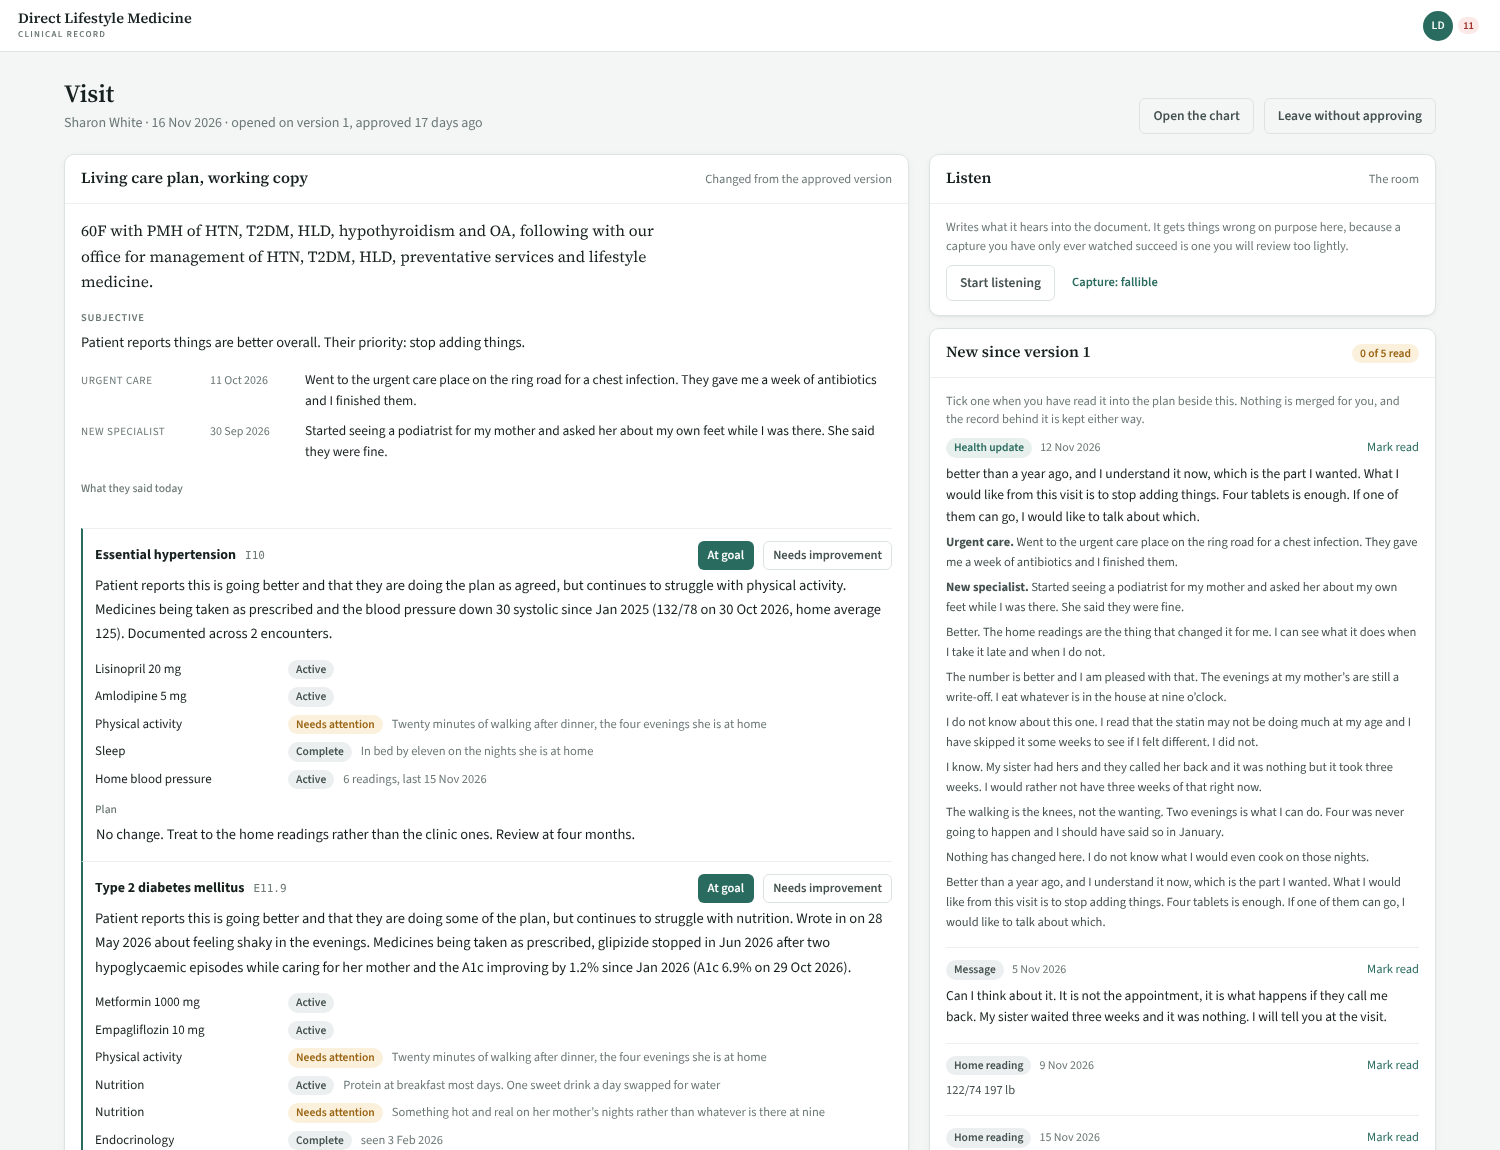 Direct Lifestyle Medicine
CLINICAL RECORD
LD
11
Visit
Sharon White · 16 Nov 2026 · opened on version 1, approved 17 days ago
Open the chart
Leave without approving
Living care plan, working copy
Changed from the approved version
60F with PMH of HTN, T2DM, HLD, hypothyroidism and OA, following with our
office for management of HTN, T2DM, HLD, preventative services and lifestyle
medicine.
SUBJECTIVE
Patient reports things are better overall. Their priority: stop adding things.
URGENT CARE
11 Oct 2026
Went to the urgent care place on the ring road for a chest infection. They gave me a week of antibiotics
and I finished them.
NEW SPECIALIST
30 Sep 2026
Started seeing a podiatrist for my mother and asked her about my own feet while I was there. She said
they were fine.
What they said today
Essential hypertension I10
At goal
Needs improvement
Patient reports this is going better and that they are doing the plan as agreed, but continues to struggle with physical activity.
Medicines being taken as prescribed and the blood pressure down 30 systolic since Jan 2025 (132/78 on 30 Oct 2026, home average
125). Documented across 2 encounters.
Lisinopril 20 mg
Active
Amlodipine 5 mg
Active
Physical activity
Needs attention
Twenty minutes of walking after dinner, the four evenings she is at home
Sleep
Complete
In bed by eleven on the nights she is at home
Home blood pressure
Active
6 readings, last 15 Nov 2026
Plan
No change. Treat to the home readings rather than the clinic ones. Review at four months.
Type 2 diabetes mellitus E11.9
At goal
Needs improvement
Patient reports this is going better and that they are doing some of the plan, but continues to struggle with nutrition. Wrote in on 28
May 2026 about feeling shaky in the evenings. Medicines being taken as prescribed, glipizide stopped in Jun 2026 after two
hypoglycaemic episodes while caring for her mother and the A1c improving by 1.2% since Jan 2026 (A1c 6.9% on 29 Oct 2026).
Metformin 1000 mg
Active
Empagliflozin 10 mg
Active
Physical activity
Needs attention
Twenty minutes of walking after dinner, the four evenings she is at home
Nutrition
Active
Protein at breakfast most days. One sweet drink a day swapped for water
Nutrition
Needs attention
Something hot and real on her mother's nights rather than whatever is there at nine
Endocrinology
Complete
seen 3 Feb 2026
Listen
The room
Writes what it hears into the document. It gets things wrong on purpose here, because a
capture you have only ever watched succeed is one you will review too lightly.
Start listening
Capture: fallible
New since version 1
0 of 5 read
Tick one when you have read it into the plan beside this. Nothing is merged for you, and
the record behind it is kept either way.
Health update
12 Nov 2026
Mark read
better than a year ago, and I understand it now, which is the part I wanted. What I
would like from this visit is to stop adding things. Four tablets is enough. If one of
them can go, I would like to talk about which.
Urgent care. Went to the urgent care place on the ring road for a chest infection. They gave
me a week of antibiotics and I finished them.
New specialist. Started seeing a podiatrist for my mother and asked her about my own
feet while I was there. She said they were fine.
Better. The home readings are the thing that changed it for me. I can see what it does when
I take it late and when I do not.
The number is better and I am pleased with that. The evenings at my mother's are still a
write-off. I eat whatever is in the house at nine o'clock.
I do not know about this one. I read that the statin may not be doing much at my age and I
have skipped it some weeks to see if I felt different. I did not.
I know. My sister had hers and they called her back and it was nothing but it took three
weeks. I would rather not have three weeks of that right now.
The walking is the knees, not the wanting. Two evenings is what I can do. Four was never
going to happen and I should have said so in January.
Nothing has changed here. I do not know what I would even cook on those nights.
Better than a year ago, and I understand it now, which is the part I wanted. What I would
like from this visit is to stop adding things. Four tablets is enough. If one of them can go, I
would like to talk about which.
Message
5 Nov 2026
Mark read
Can I think about it. It is not the appointment, it is what happens if they call me
back. My sister waited three weeks and it was nothing. I will tell you at the visit.
Home reading
9 Nov 2026
Mark read
122/74 197 lb
Home reading
15 Nov 2026
Mark read